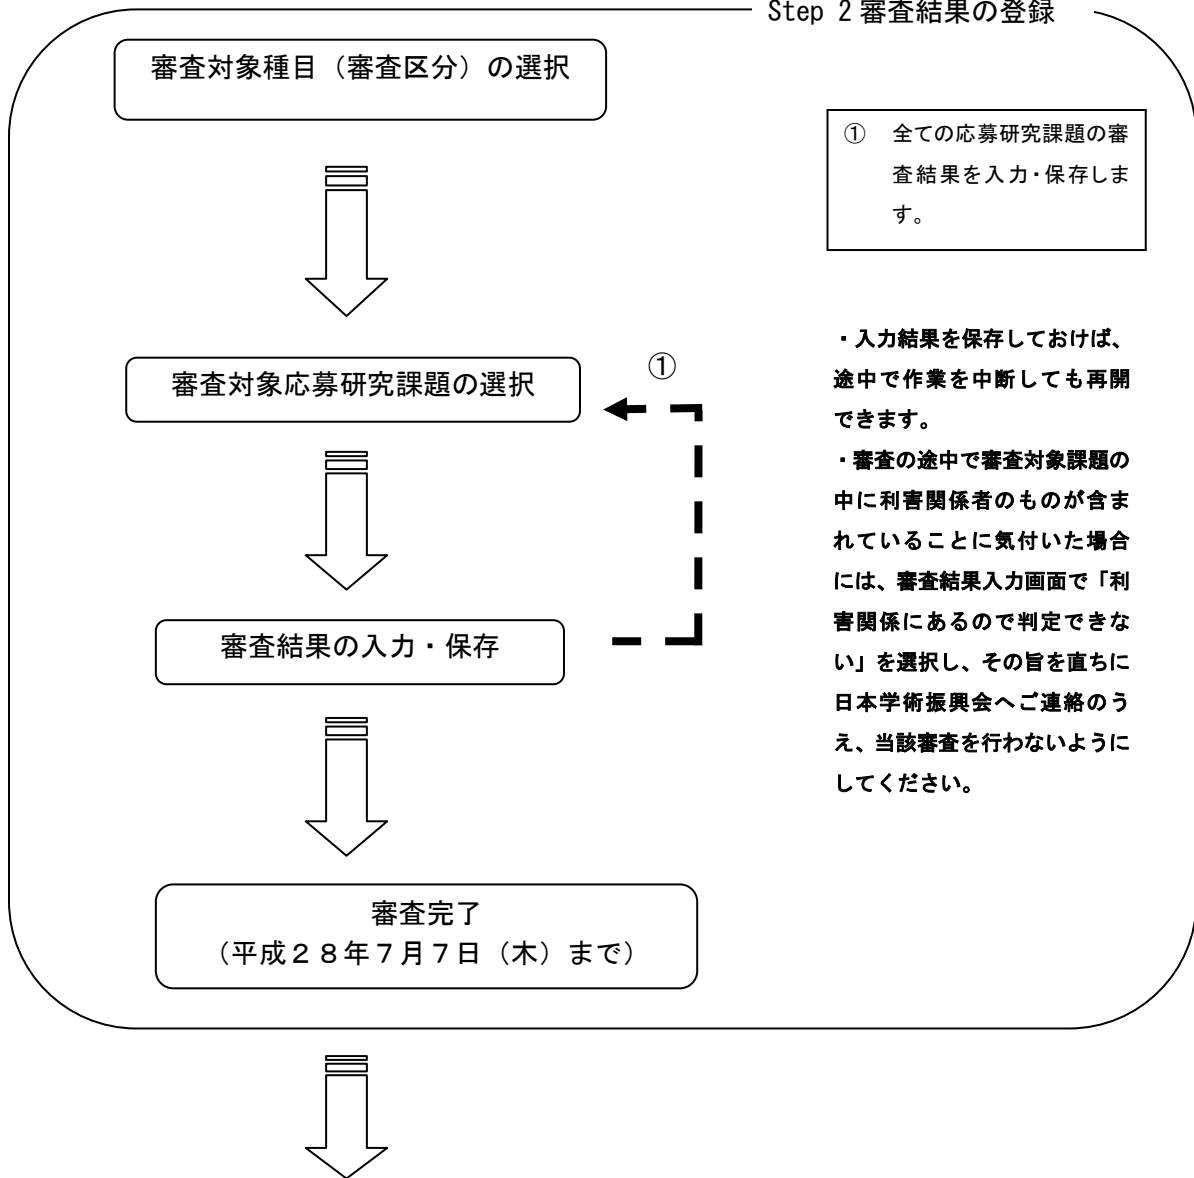 Step 2 審査結果の登録
審査対象種目（審査区分）の選択
① 全ての応募研究課題の審
査結果を入力・保存しま
す。
・入力結果を保存しておけば、
途中で作業を中断しても再開
できます。
・審査の途中で審査対象課題の
中に利害関係者のものが含ま
れていることに気付いた場合
には、審査結果入力画面で「利
害関係にあるので判定できな
い」を選択し、その旨を直ちに
日本学術振興会へご連絡のう
え、当該審査を行わないように
してください。
審査対象応募研究課題の選択
①
審査結果の入力・保存
審査完了
（平成２８年７月７日（木）まで）